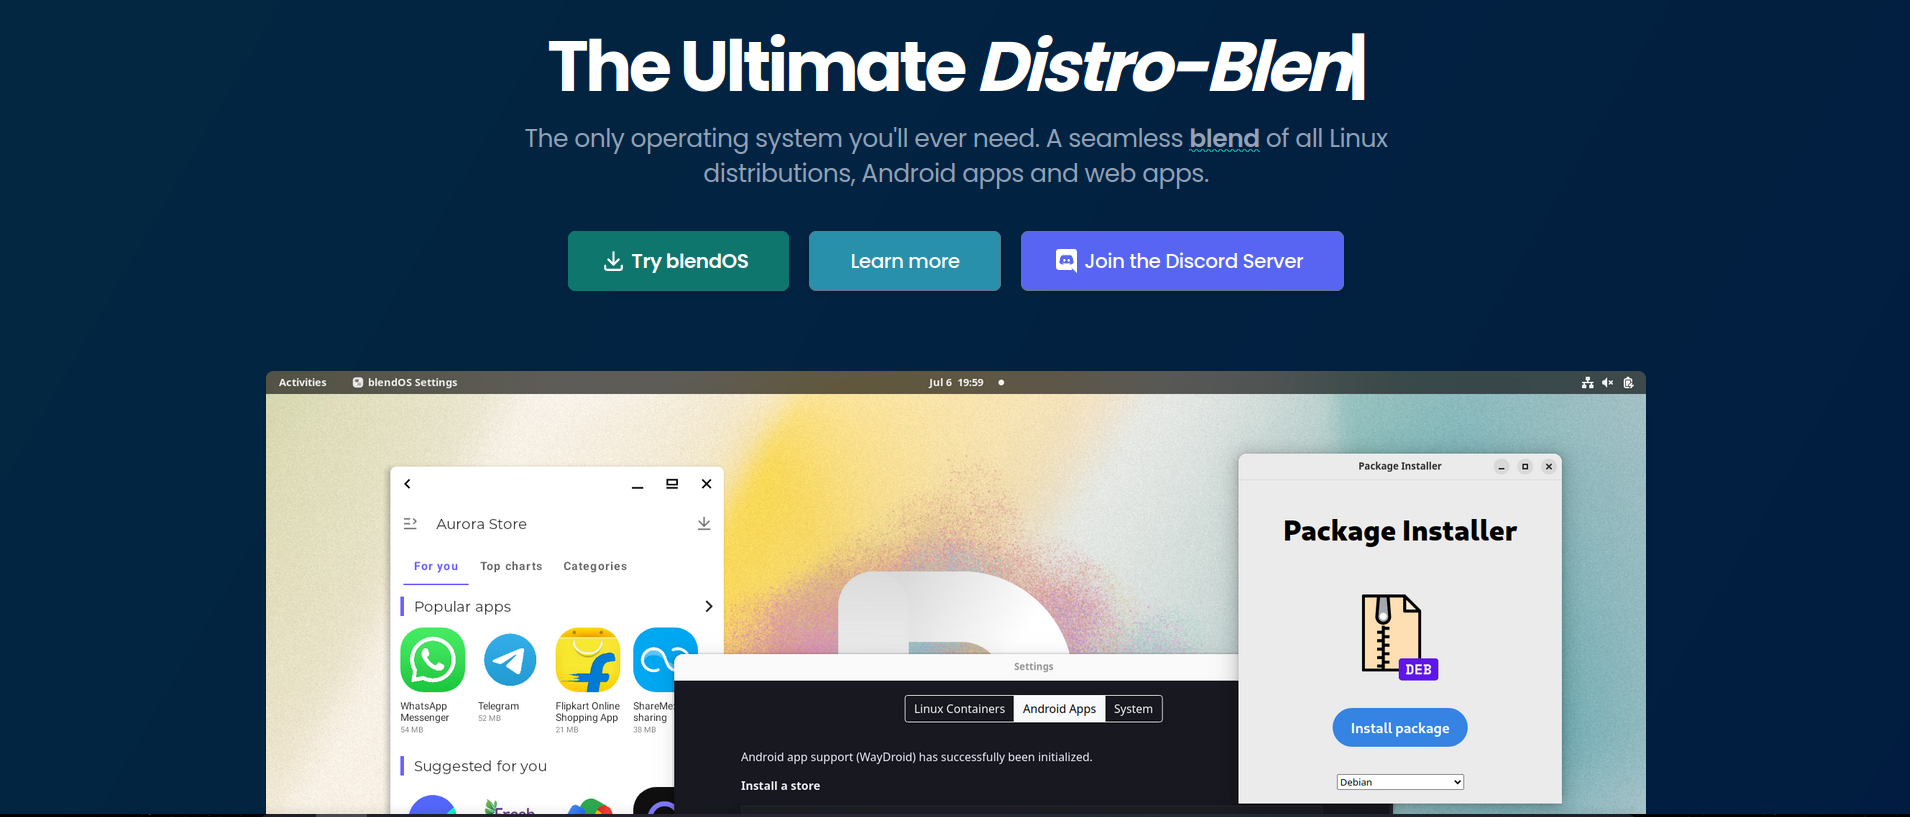 The Ultimate Distro-Blen
The only operating system you'll ever need. A seamless blend of all Linux
distributions, Android apps and web apps.
Try blendOS
Learn more
Join the Discord Server
Activities
blendOS Settings
Jul 6 19:59
Aurora Store
For you
Top charts
Categories
Popular apps
WhatsApp
Messenger
54 MB
Telegram
52 MB
Flipkart Online
Shopping App
21 MB
ShareMe:
sharing
38 MB
Suggested for you
Fresh
Settings
Linux Containers
Android Apps
System
Android app support (WayDroid) has successfully been initialized.
Install a store
Package Installer
Package Installer
DEB
Install package
Debian